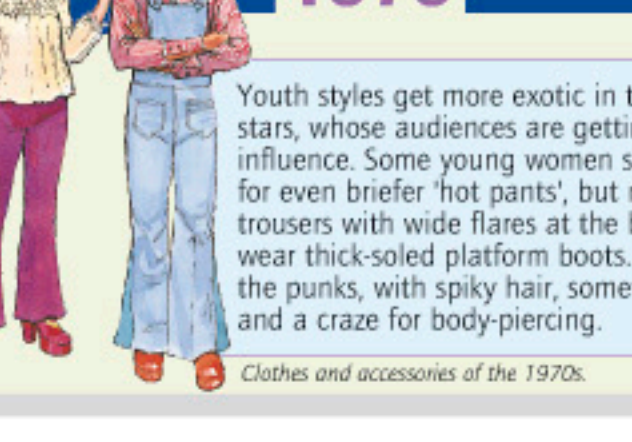 Youth styles get more exotic in
stars, whose audiences are
influence. Some young women
for even briefer 'hot pants', but
trousers with wide flares at the
wear thick-soled platform boots.
the punks, with spiky hair,
and a craze for body-piercing.
Clothes and accessories of the 1970s.